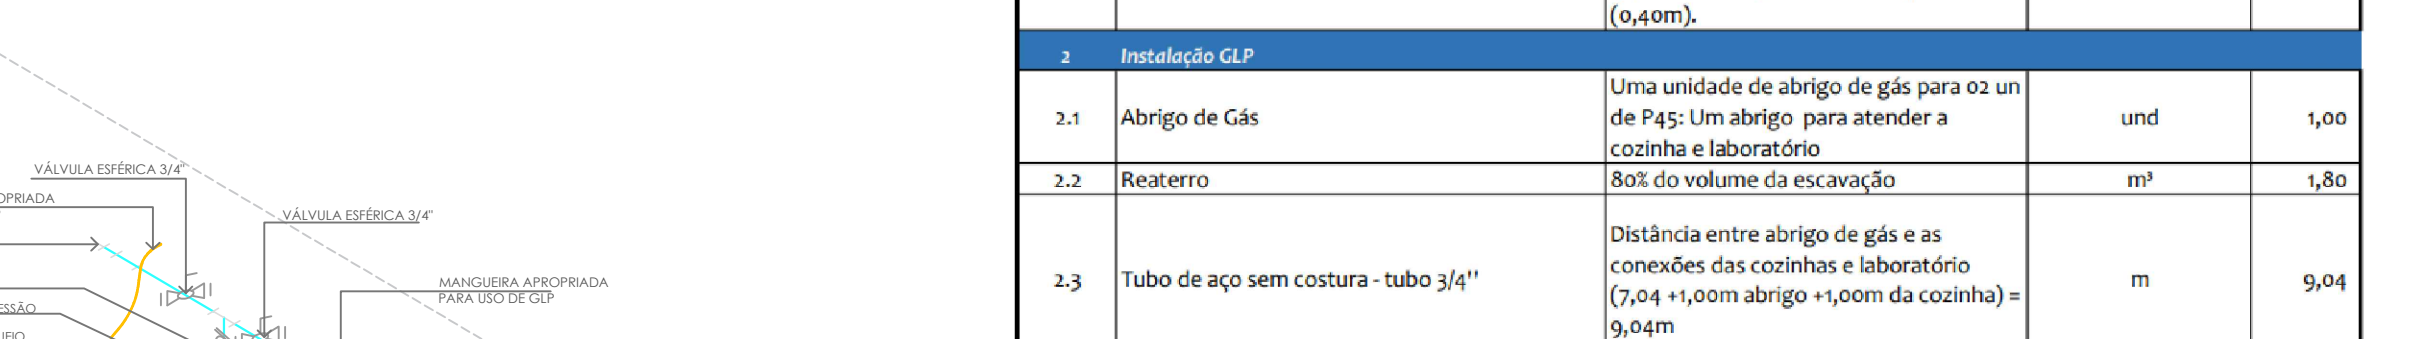 VÁLVULA ESFÉRICA 3/4"
OPRIADA
VÁLVULA ESFÉRICA 3/4"
MANGUEIRA APROPRIADA
PARA USO DE GLP
ESSÃO
(0,40m).
2 Instalação GLP
2.1 Abrigo de Gás
Uma unidade de abrigo de gás para 02 un
de P45: Um abrigo para atender a
cozinha e laboratório
und 1,00
2.2 Reaterro 80% do volume da escavação m³ 1,80
2.3 Tubo de aço sem costura - tubo 3/4''
Distância entre abrigo de gás e as
conexões das cozinhas e laboratório
(7,04 +1,00m abrigo +1,00m da cozinha) =
9,04m
m 9,04